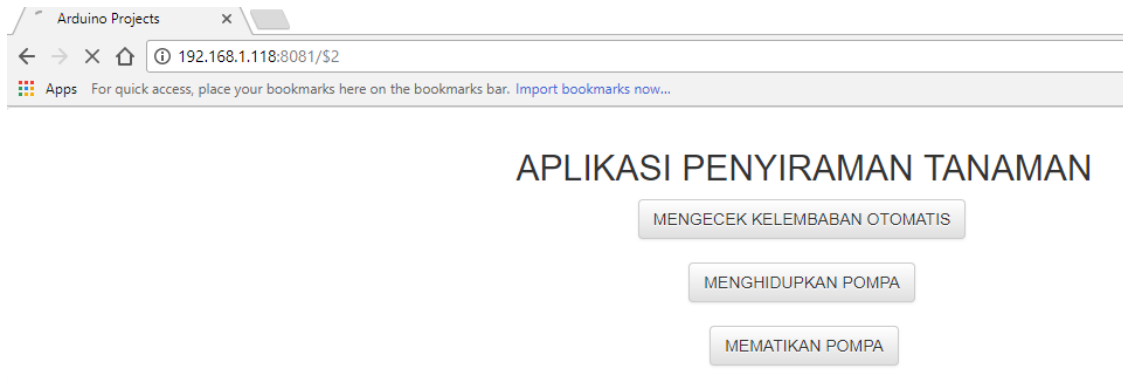 Arduino Projects
192.168.1.118:8081/$2
Apps For quick access, place your bookmarks here on the bookmarks bar. Import bookmarks now...
APLIKASI PENYIRAMAN TANAMAN
MENGECEK KELEMBABAN OTOMATIS
MENGHIDUPKAN POMPA
MEMATIKAN POMPA